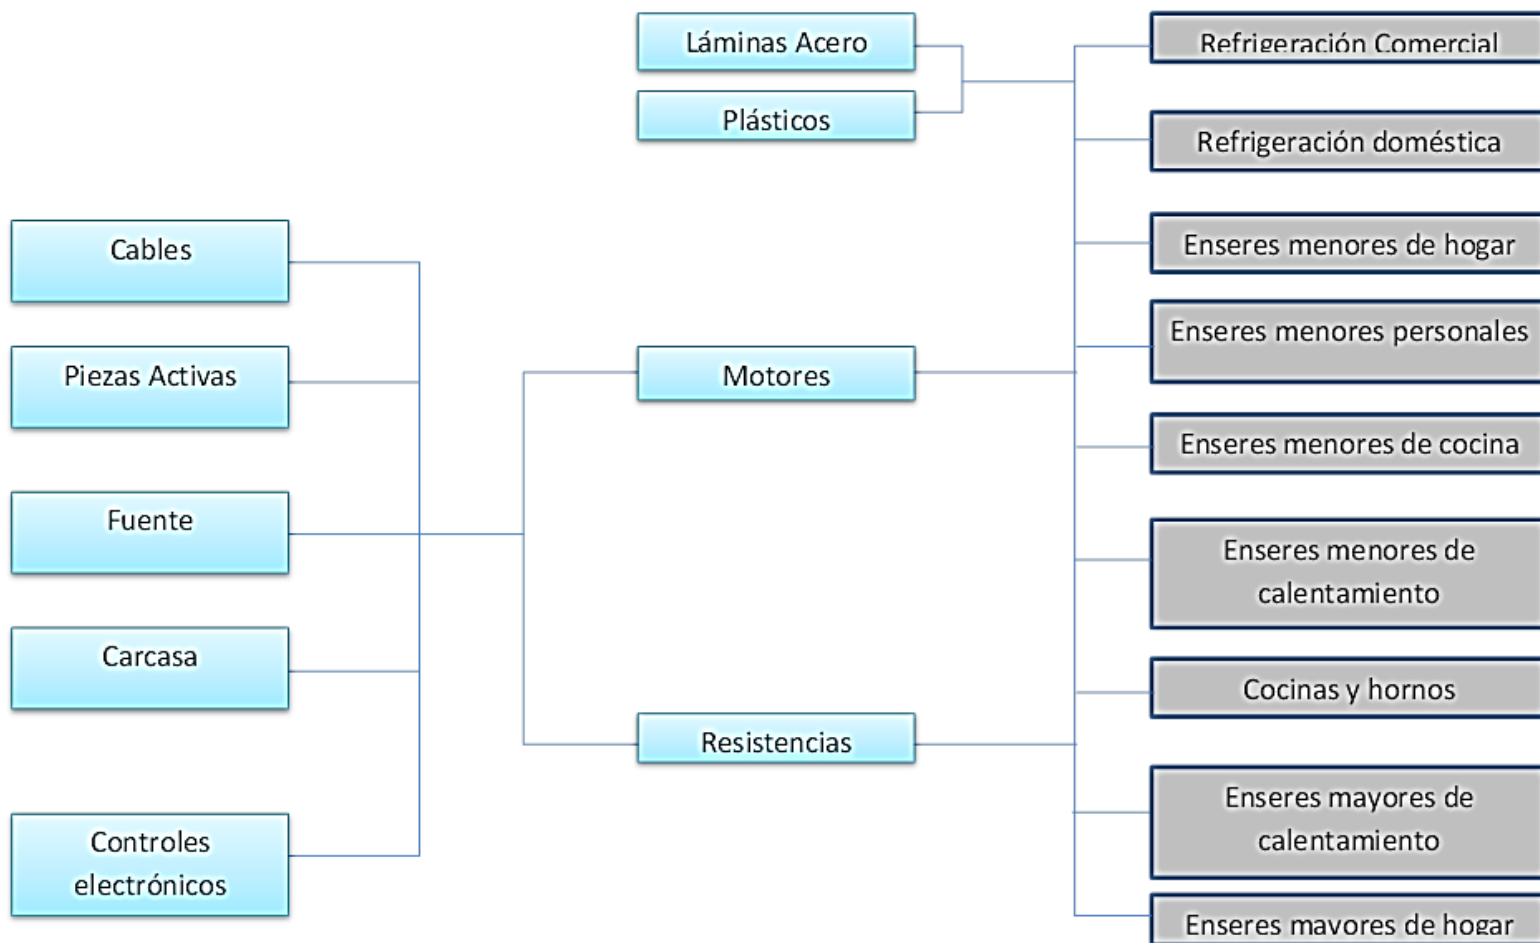 Láminas Acero
Plásticos
Cables
Piezas Activas
Fuente
Carcasa
Controles
electrónicos
Motores
Resistencias
Refrigeración Comercial
Refrigeración doméstica
Enseres menores de hogar
Enseres menores personales
Enseres menores de cocina
Enseres menores de
calentamiento
Cocinas y hornos
Enseres mayores de
calentamiento
Enseres mayores de hogar